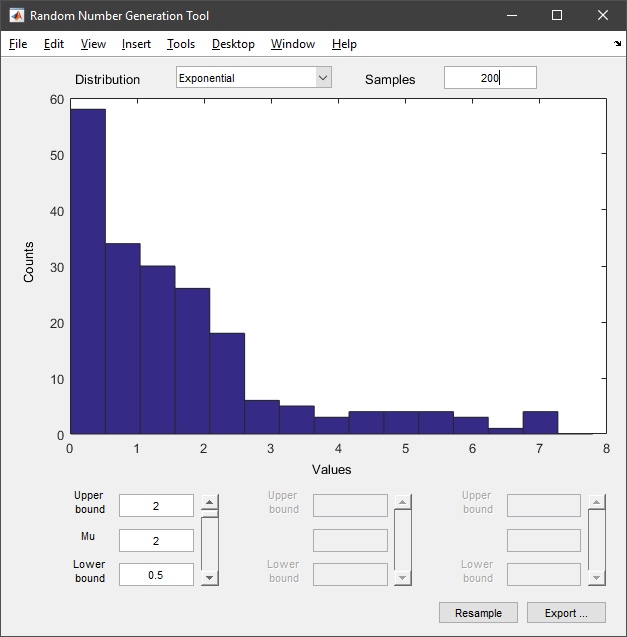 Random Number Generation Tool
File Edit View Insert Tools Desktop Window Help
Distribution Exponential Samples 200
60
50
40
30
20
10
0
Counts
0 1 2 3 4 5 6 7 8
Values
Upper bound 2
Mu 2
Lower bound 0.5
Upper bound
Lower bound
Upper bound
Lower bound
Resample Export ...